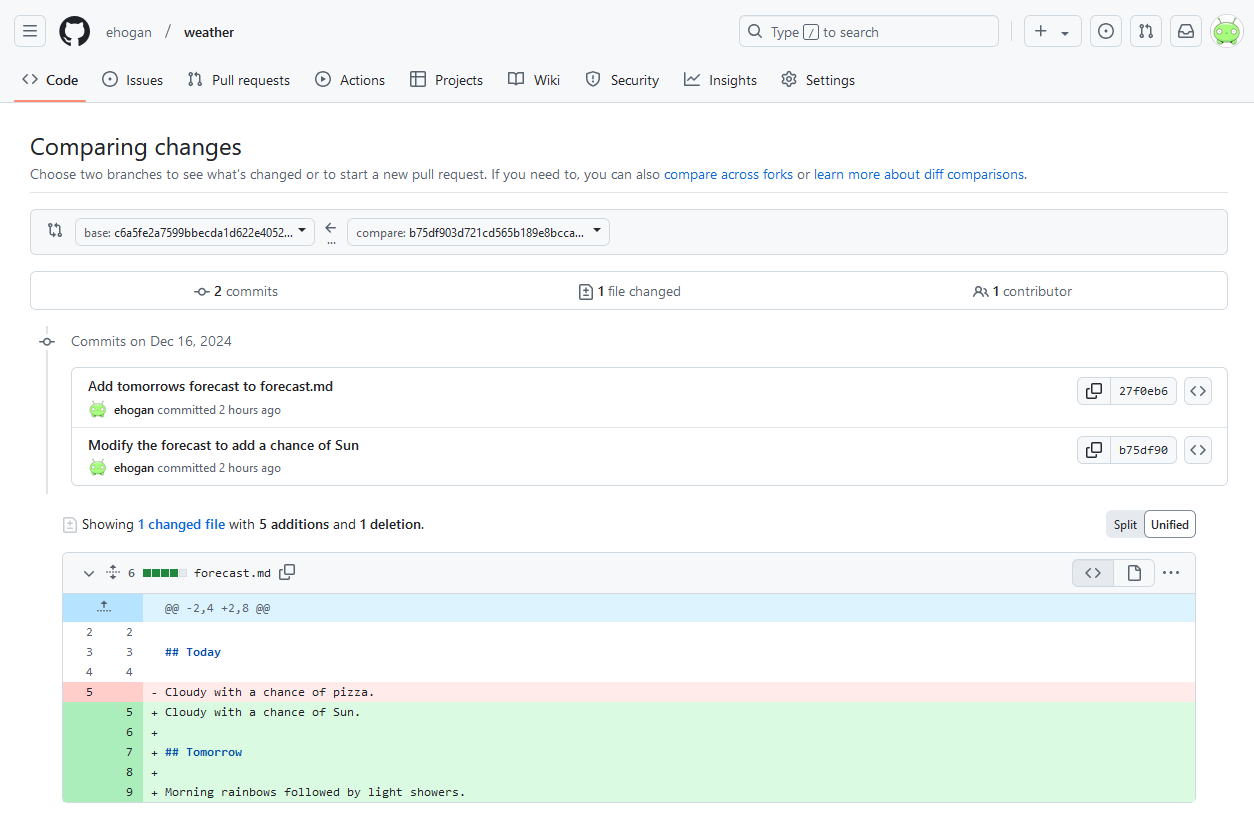 ehogan / weather
Type / to search
Code Issues Pull requests Actions Projects Wiki Security Insights Settings
Comparing changes
Choose two branches to see what's changed or to start a new pull request. If you need to, you can also compare across forks or learn more about diff comparisons.
base: c6a5fe2a7599bbecda1d622e4052... ... compare: b75df903d721cd565b189e8bcca...
2 commits 1 file changed 1 contributor
Commits on Dec 16, 2024
Add tomorrows forecast to forecast.md
27f0eb6
ehogan committed 2 hours ago
Modify the forecast to add a chance of Sun
b75df90
ehogan committed 2 hours ago
Showing 1 changed file with 5 additions and 1 deletion.
Split Unified
6 forecast.md
@@ -2,4 +2,8 @@
2 2
3 3 ## Today
4 4
5 - Cloudy with a chance of pizza.
5 + Cloudy with a chance of Sun.
6 +
7 + ## Tomorrow
8 +
9 + Morning rainbows followed by light showers.